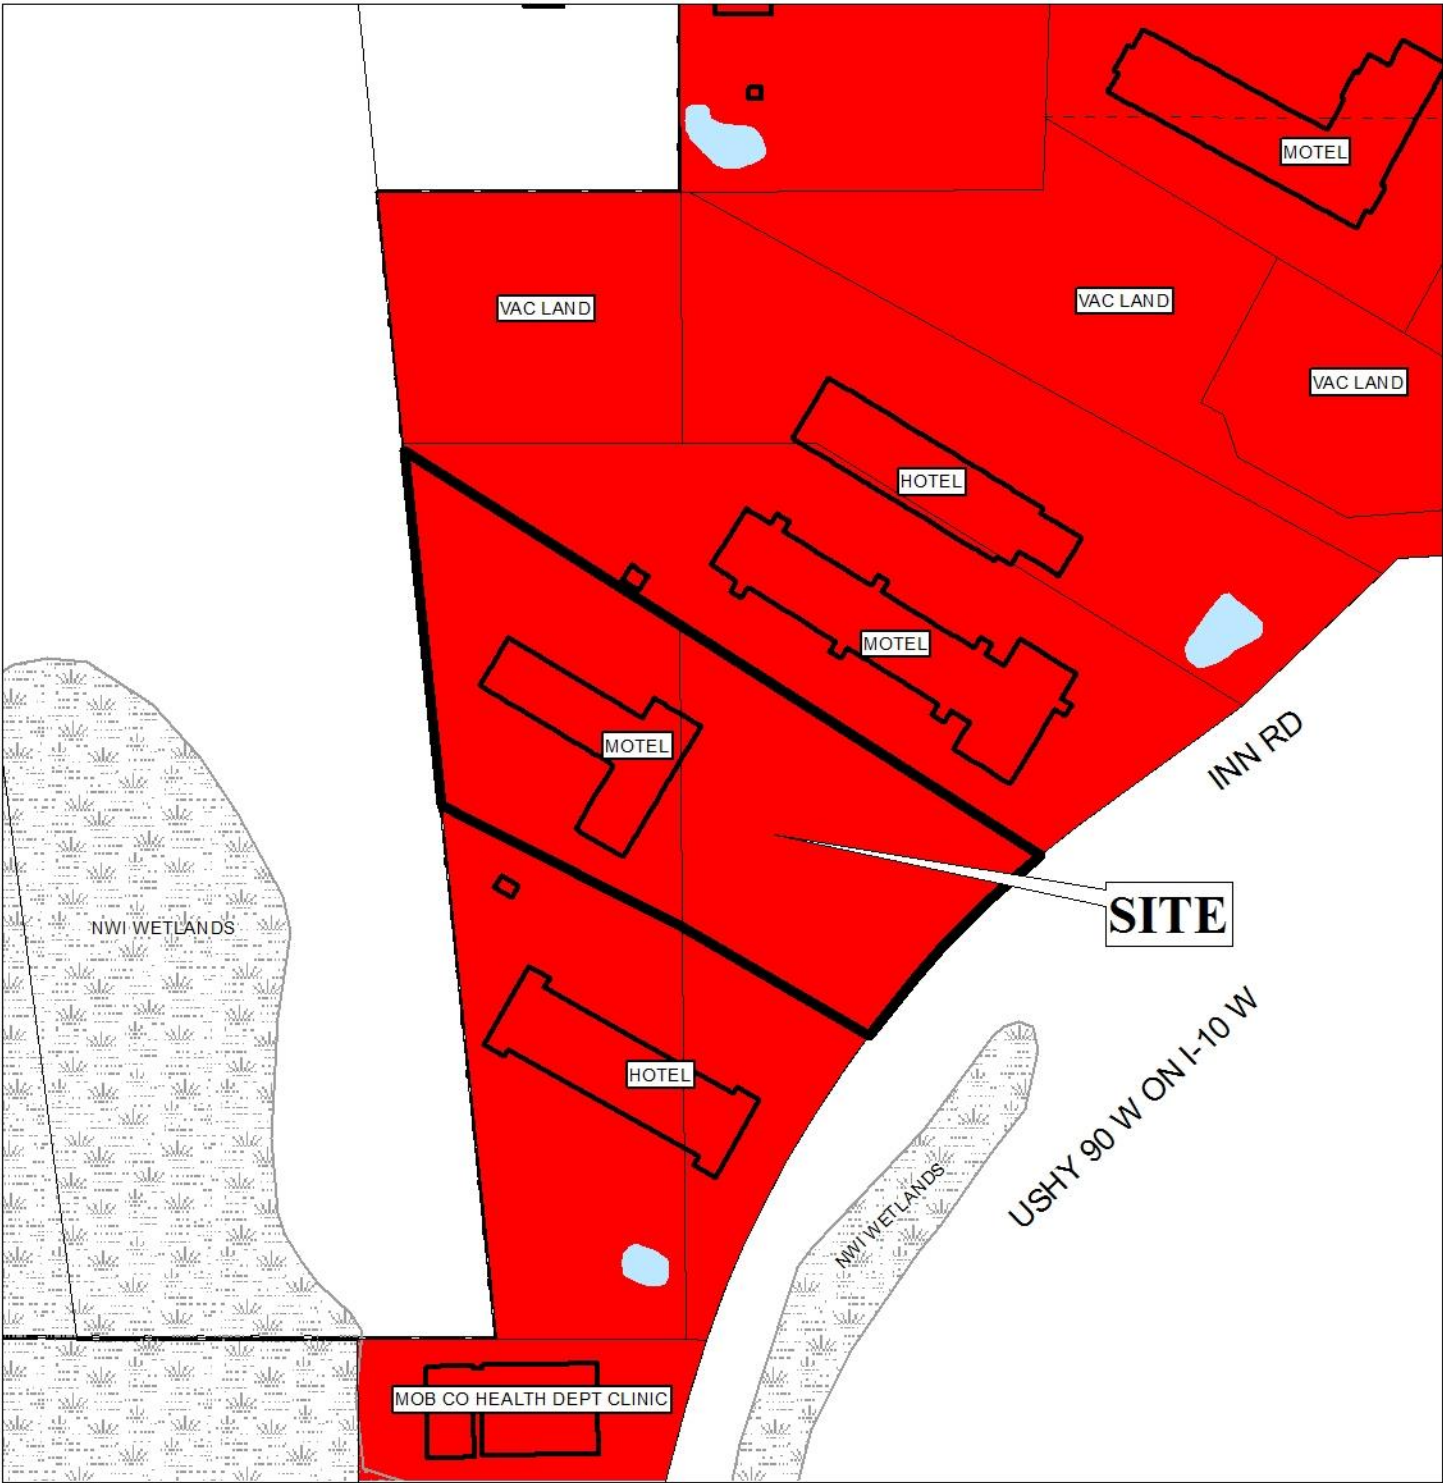 MOTEL
VAC LAND
VAC LAND
VAC LAND
HOTEL
MOTEL
MOTEL
INN RD
SITE
NWI WETLANDS
USHY 90 W ON I-10 W
HOTEL
NWI WETLANDS
MOB CO HEALTH DEPT CLINIC